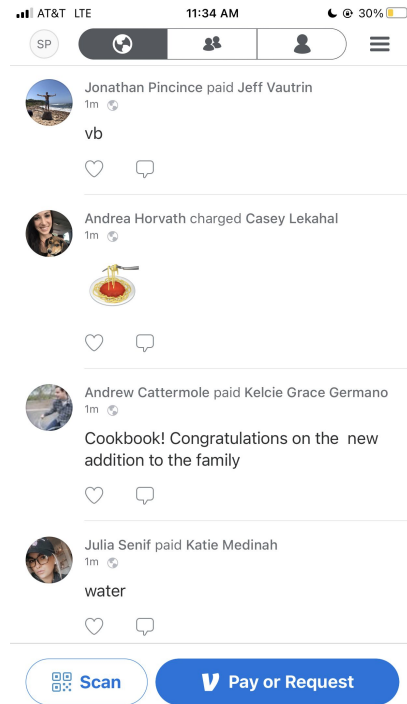 AT&T LTE 11:34 AM 30%
SP
Jonathan Pincince paid Jeff Vautrin
1m
vb
Andrea Horvath charged Casey Lekahal
1m
Andrew Cattermole paid Kelcie Grace Germano
1m
Cookbook! Congratulations on the new
addition to the family
Julia Senif paid Katie Medinah
1m
water
Scan Pay or Request